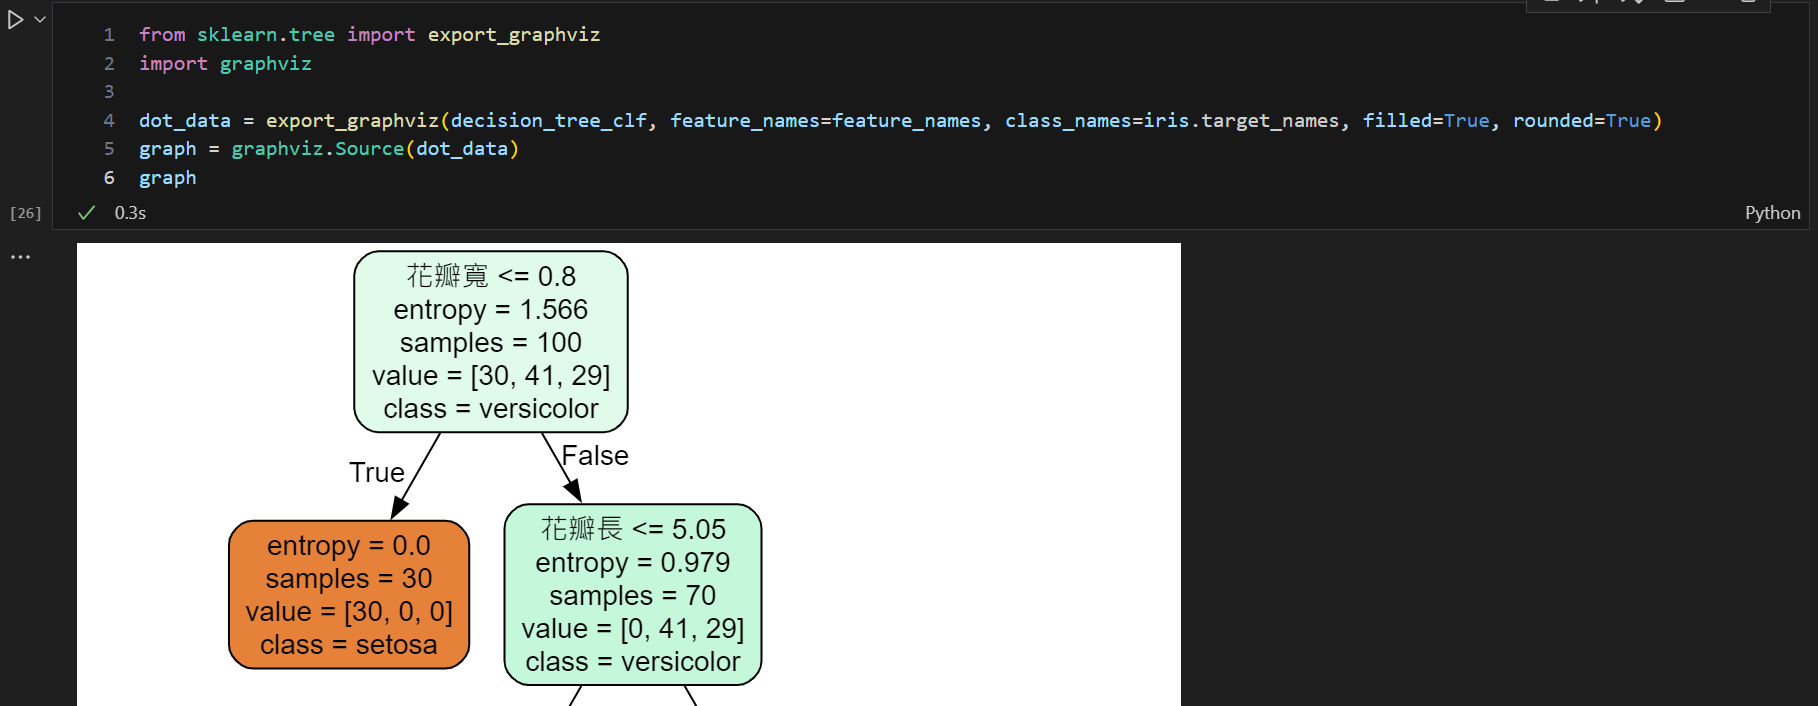 1 from sklearn.tree import export_graphviz
2 import graphviz
3
4 dot_data = export_graphviz(decision_tree_clf, feature_names=feature_names, class_names=iris.target_names, filled=True, rounded=True)
5 graph = graphviz.Source(dot_data)
6 graph
[26] 0.3s Python
花瓣寬 <= 0.8
entropy = 1.566
samples = 100
value = [30, 41, 29]
class = versicolor
True
False
entropy = 0.0
samples = 30
value = [30, 0, 0]
class = setosa
花瓣長 <= 5.05
entropy = 0.979
samples = 70
value = [0, 41, 29]
class = versicolor